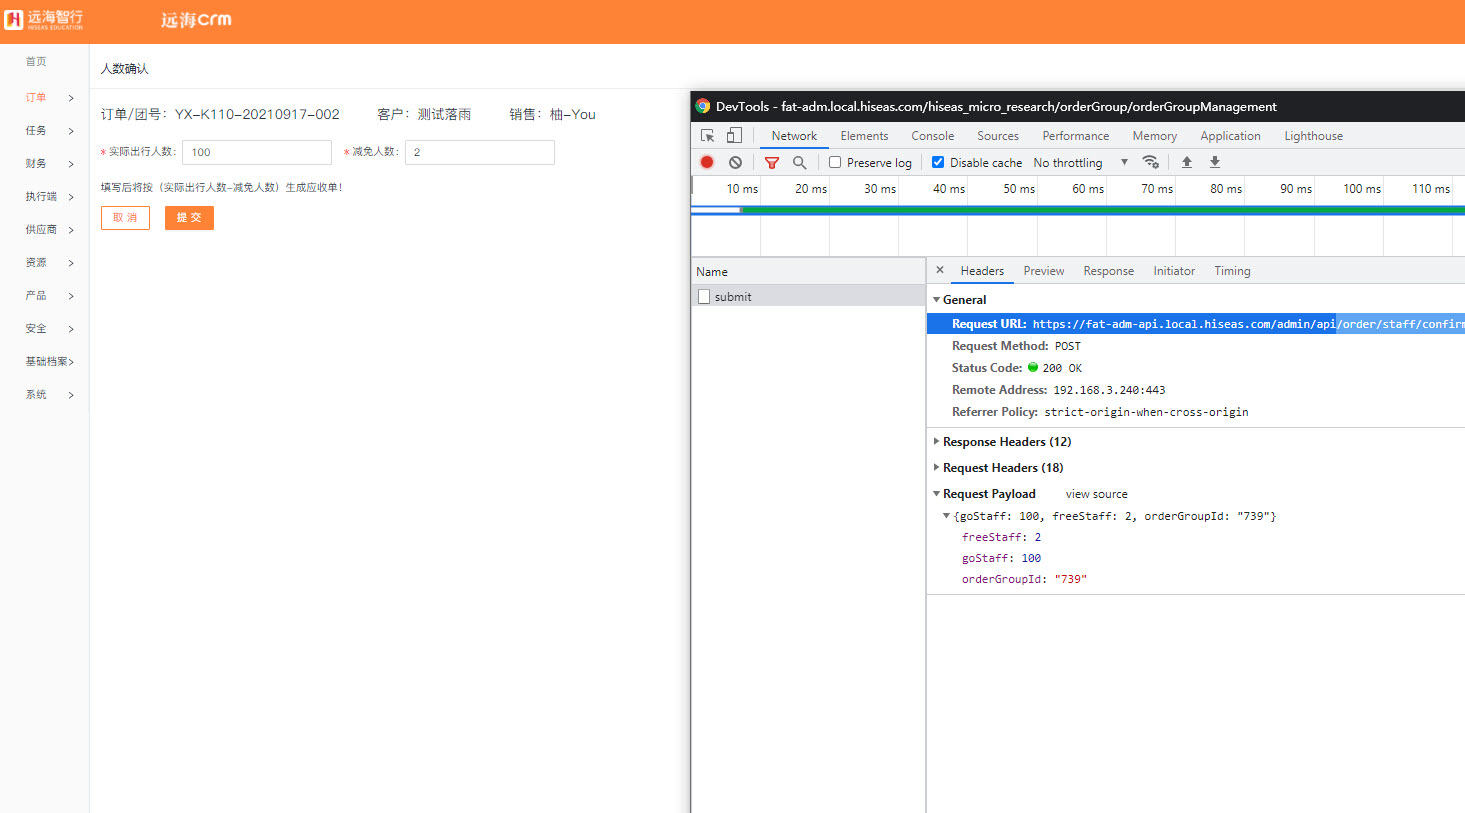 远海智行
HISEAS EDUCATION
远海crm
首页
订单
任务
财务
执行端
供应商
资源
产品
安全
基础档案
系统
人数确认
订单/团号：YX-K110-20210917-002 客户：测试落雨 销售：柚-You
* 实际出行人数： 100 * 减免人数： 2
填写后将按（实际出行人数-减免人数）生成应收单！
取 消 提 交
DevTools - fat-adm.local.hiseas.com/hiseas_micro_research/orderGroup/orderGroupManagement
Network Elements Console Sources Performance Memory Application Lighthouse
Preserve log Disable cache No throttling
10 ms 20 ms 30 ms 40 ms 50 ms 60 ms 70 ms 80 ms 90 ms 100 ms 110 ms
Name
submit
× Headers Preview Response Initiator Timing
General
Request URL: https://fat-adm-api.local.hiseas.com/admin/api/order/staff/confirm
Request Method: POST
Status Code: 200 OK
Remote Address: 192.168.3.240:443
Referrer Policy: strict-origin-when-cross-origin
Response Headers (12)
Request Headers (18)
Request Payload view source
{goStaff: 100, freeStaff: 2, orderGroupId: "739"}
freeStaff: 2
goStaff: 100
orderGroupId: "739"